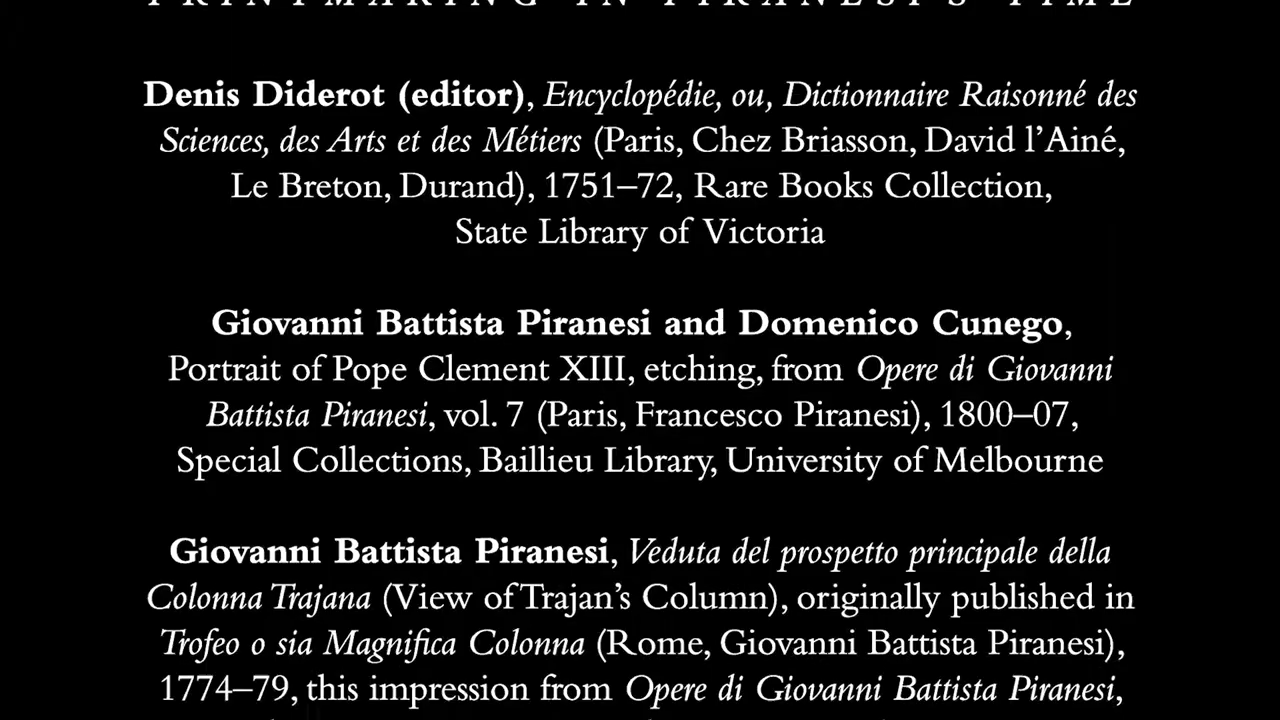 PRINTMAKING IN PIRANESI'S TIME
Denis Diderot (editor), Encyclopédie, ou, Dictionnaire Raisonné des
Sciences, des Arts et des Métiers (Paris, Chez Briasson, David l’Ainé,
Le Breton, Durand), 1751–72, Rare Books Collection,
State Library of Victoria
Giovanni Battista Piranesi and Domenico Cunego,
Portrait of Pope Clement XIII, etching, from Opere di Giovanni
Battista Piranesi, vol. 7 (Paris, Francesco Piranesi), 1800–07,
Special Collections, Baillieu Library, University of Melbourne
Giovanni Battista Piranesi, Veduta del prospetto principale della
Colonna Trajana (View of Trajan’s Column), originally published in
Trofeo o sia Magnifica Colonna (Rome, Giovanni Battista Piranesi),
1774–79, this impression from Opere di Giovanni Battista Piranesi,